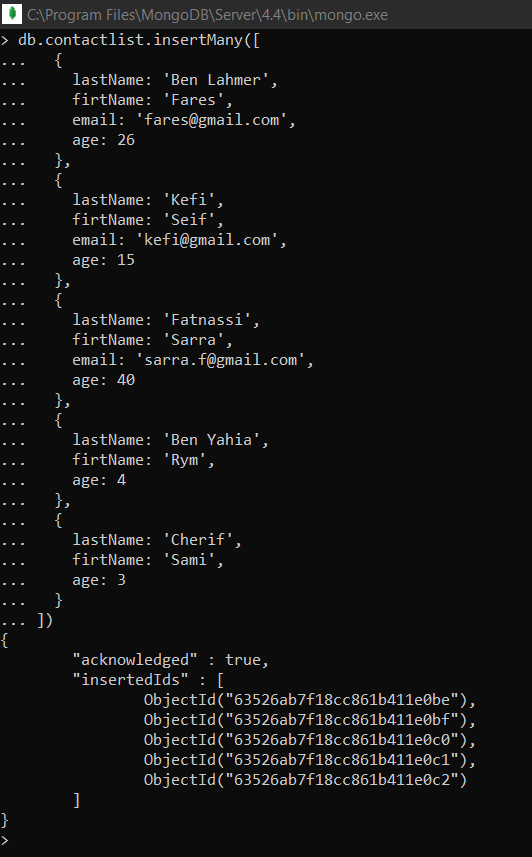 C:\Program Files\MongoDB\Server\4.4\bin\mongo.exe
> db.contactlist.insertMany([
...   {
...     lastName: 'Ben Lahmer',
...     firtName: 'Fares',
...     email: 'fares@gmail.com',
...     age: 26
...   },
...   {
...     lastName: 'Kefi',
...     firtName: 'Seif',
...     email: 'kefi@gmail.com',
...     age: 15
...   },
...   {
...     lastName: 'Fatnassi',
...     firtName: 'Sarra',
...     email: 'sarra.f@gmail.com',
...     age: 40
...   },
...   {
...     lastName: 'Ben Yahia',
...     firtName: 'Rym',
...     age: 4
...   },
...   {
...     lastName: 'Cherif',
...     firtName: 'Sami',
...     age: 3
...   }
... ])
{
        "acknowledged" : true,
        "insertedIds" : [
                ObjectId("63526ab7f18cc861b411e0be"),
                ObjectId("63526ab7f18cc861b411e0bf"),
                ObjectId("63526ab7f18cc861b411e0c0"),
                ObjectId("63526ab7f18cc861b411e0c1"),
                ObjectId("63526ab7f18cc861b411e0c2")
        ]
}
>